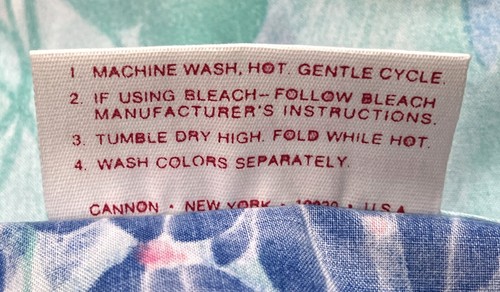 1 MACHINE WASH, HOT. GENTLE CYCLE.
2. IF USING BLEACH–FOLLOW BLEACH
MANUFACTURER'S INSTRUCTIONS.
3. TUMBLE DRY HIGH. FOLD WHILE HOT.
4. WASH COLORS SEPARATELY.
CANNON • NEW YORK • U.S.A.